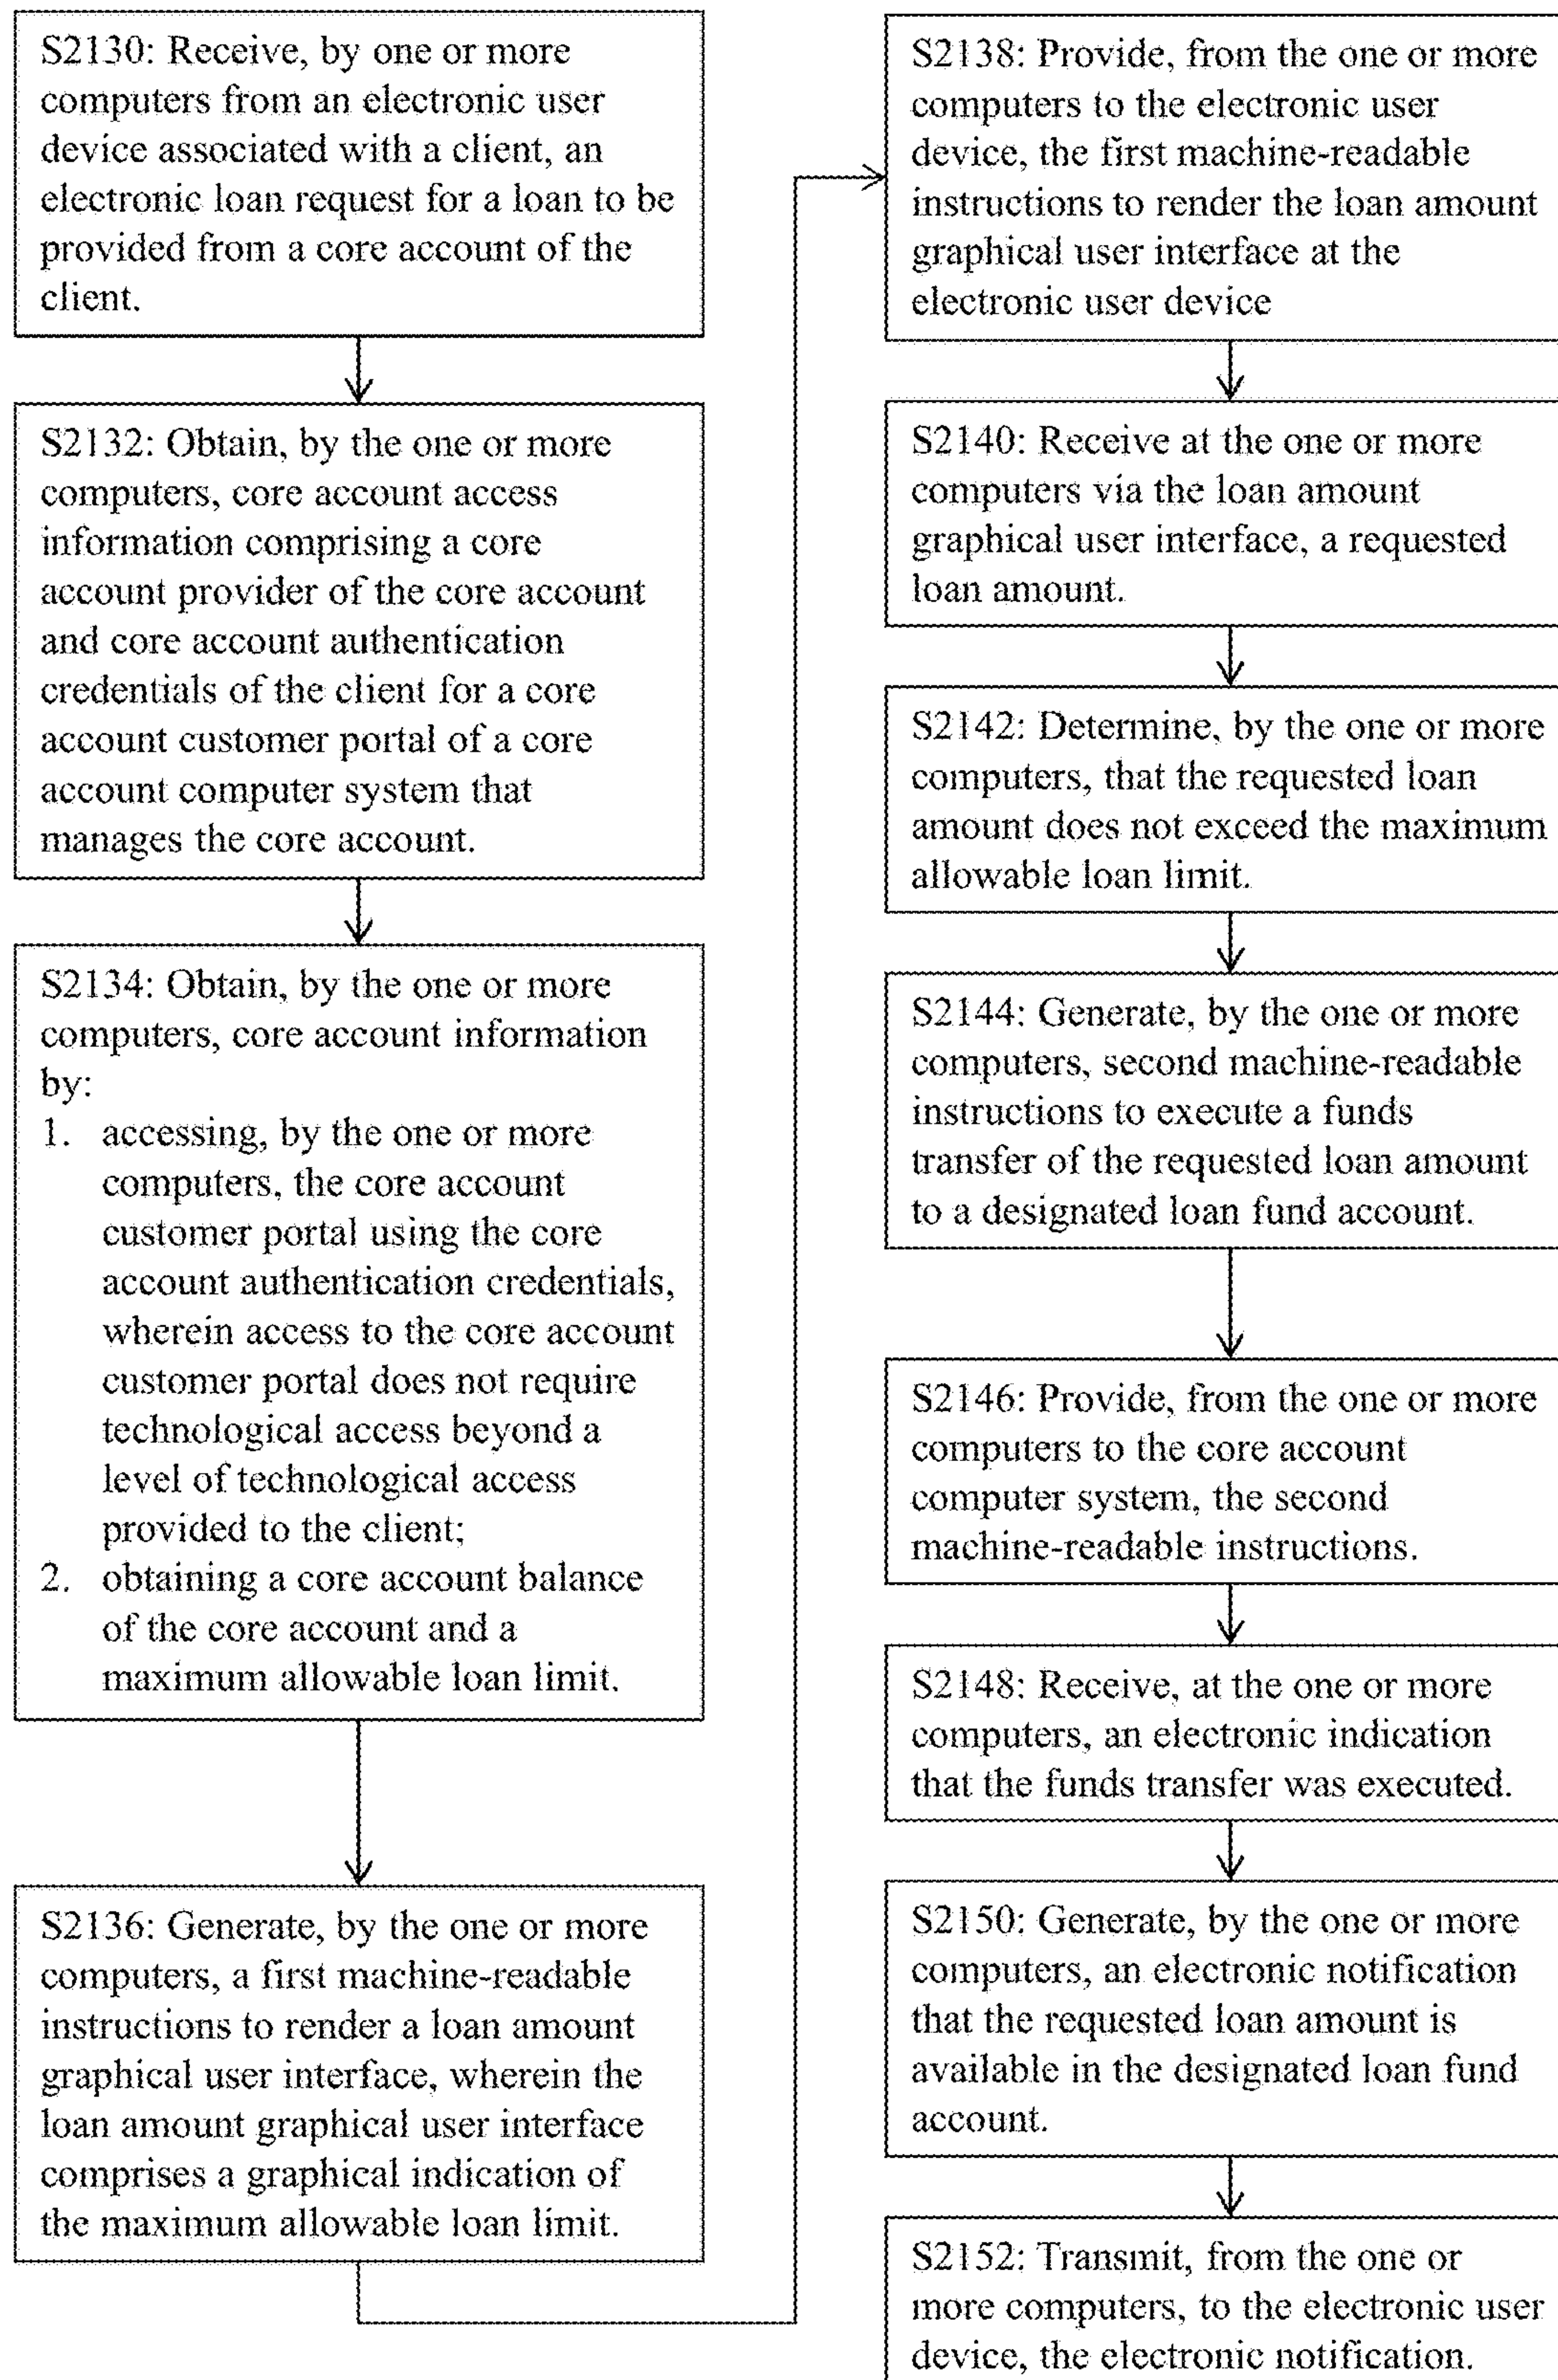 S2130: Receive, by one or more
computers from an electronic user
device associated with a client, an
electronic loan request for a loan to be
provided from a core account of the
client.
S2132: Obtain, by the one or more
computers, core account access
information comprising a core
account provider of the core account
and core account authentication
credentials of the client for a core
account customer portal of a core
account computer system that
manages the core account.
S2134: Obtain, by the one or more
computers, core account information
by:
1. accessing, by the one or more
computers, the core account
customer portal using the core
account authentication credentials,
wherein access to the core account
customer portal does not require
technological access beyond a
level of technological access
provided to the client;
2. obtaining a core account balance
of the core account and a
maximum allowable loan limit.
S2136: Generate, by the one or more
computers, a first machine-readable
instructions to render a loan amount
graphical user interface, wherein the
loan amount graphical user interface
comprises a graphical indication of
the maximum allowable loan limit.
S2138: Provide, from the one or more
computers to the electronic user
device, the first machine-readable
instructions to render the loan amount
graphical user interface at the
electronic user device
S2140: Receive at the one or more
computers via the loan amount
graphical user interface, a requested
loan amount.
S2142: Determine, by the one or more
computers, that the requested loan
amount does not exceed the maximum
allowable loan limit.
S2144: Generate, by the one or more
computers, second machine-readable
instructions to execute a funds
transfer of the requested loan amount
to a designated loan fund account.
S2146: Provide, from the one or more
computers to the core account
computer system, the second
machine-readable instructions.
S2148: Receive, at the one or more
computers, an electronic indication
that the funds transfer was executed.
S2150: Generate, by the one or more
computers, an electronic notification
that the requested loan amount is
available in the designated loan fund
account.
S2152: Transmit, from the one or
more computers, to the electronic user
device, the electronic notification.